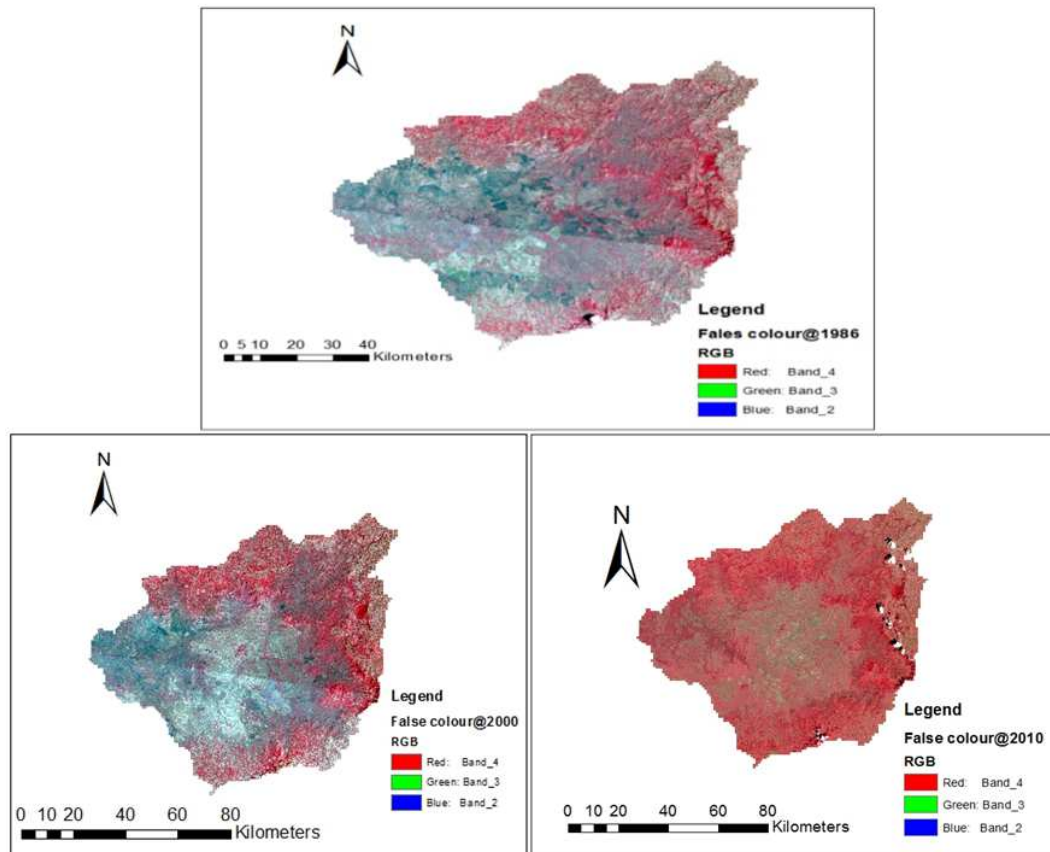 N
Legend
Fales colour@1986
RGB
Red: Band_4
Green: Band_3
Blue: Band_2
0 5 10 20 30 40
Kilometers
N
Legend
False colour@2000
RGB
Red: Band_4
Green: Band_3
Blue: Band_2
0 10 20 40 60 80
Kilometers
N
Legend
False colour@2010
RGB
Red: Band_4
Green: Band_3
Blue: Band_2
0 10 20 40 60 80
Kilometers